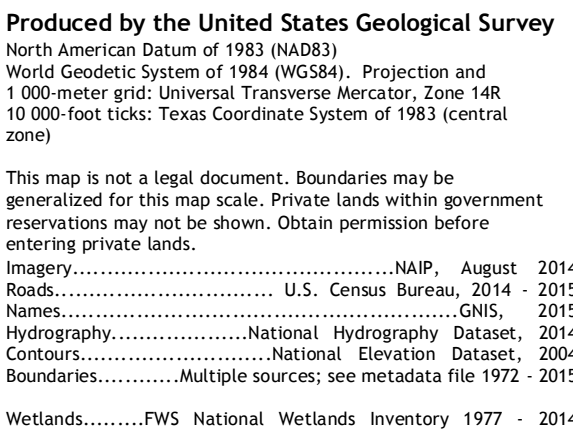 Produced by the United States Geological Survey
North American Datum of 1983 (NAD83)
World Geodetic System of 1984 (WGS84).  Projection and
1 000-meter grid: Universal Transverse Mercator, Zone 14R
10 000-foot ticks: Texas Coordinate System of 1983 (central
zone)
This map is not a legal document. Boundaries may be
generalized for this map scale. Private lands within government
reservations may not be shown. Obtain permission before
entering private lands.
Imagery..........................................NAIP, August 2014
Roads............................. U.S. Census Bureau, 2014 - 2015
Names...................................................GNIS, 2015
Hydrography..................National Hydrography Dataset, 2014
Contours.........................National Elevation Dataset, 2004
Boundaries...........Multiple sources; see metadata file 1972 - 2015
Wetlands.........FWS National Wetlands Inventory 1977 - 2014